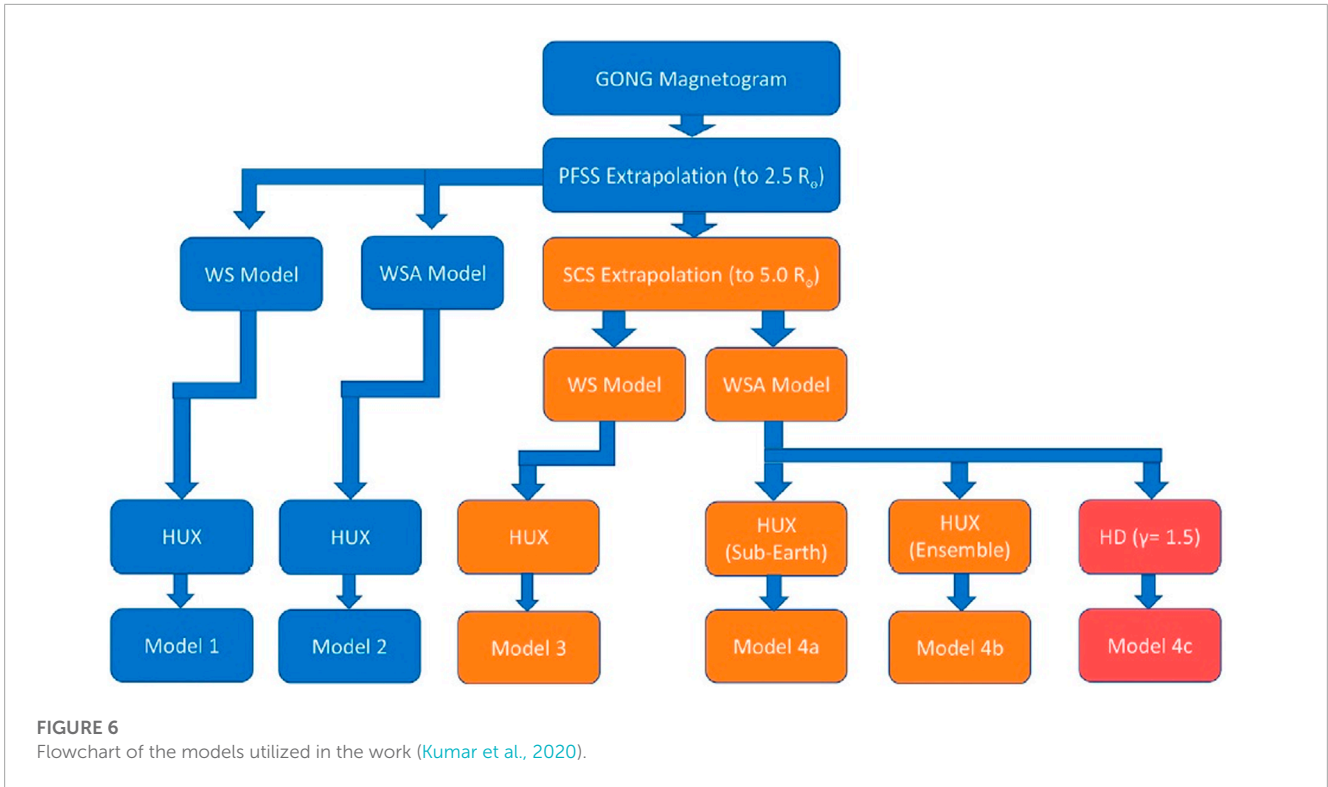 GONG Magnetogram
PFSS Extrapolation (to 2.5 R⊙)
WS Model
WSA Model
SCS Extrapolation (to 5.0 R⊙)
WS Model
WSA Model
HUX
HUX
HUX
HUX
(Sub-Earth)
HUX
(Ensemble)
HD (γ= 1.5)
Model 1
Model 2
Model 3
Model 4a
Model 4b
Model 4c
FIGURE 6
Flowchart of the models utilized in the work (Kumar et al., 2020).